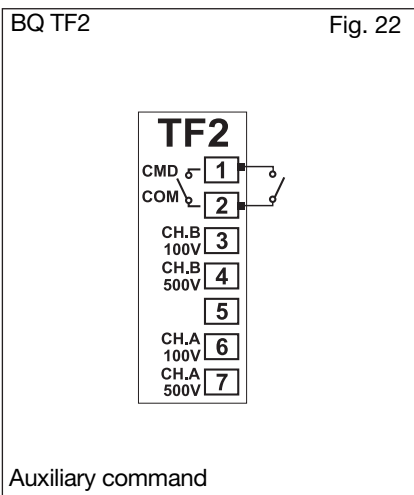 BQ TF2 Fig. 22
TF2
CMD 1
COM 2
CH.B
100V 3
CH.B
500V 4
5
CH.A
100V 6
CH.A
500V 7
Auxiliary command